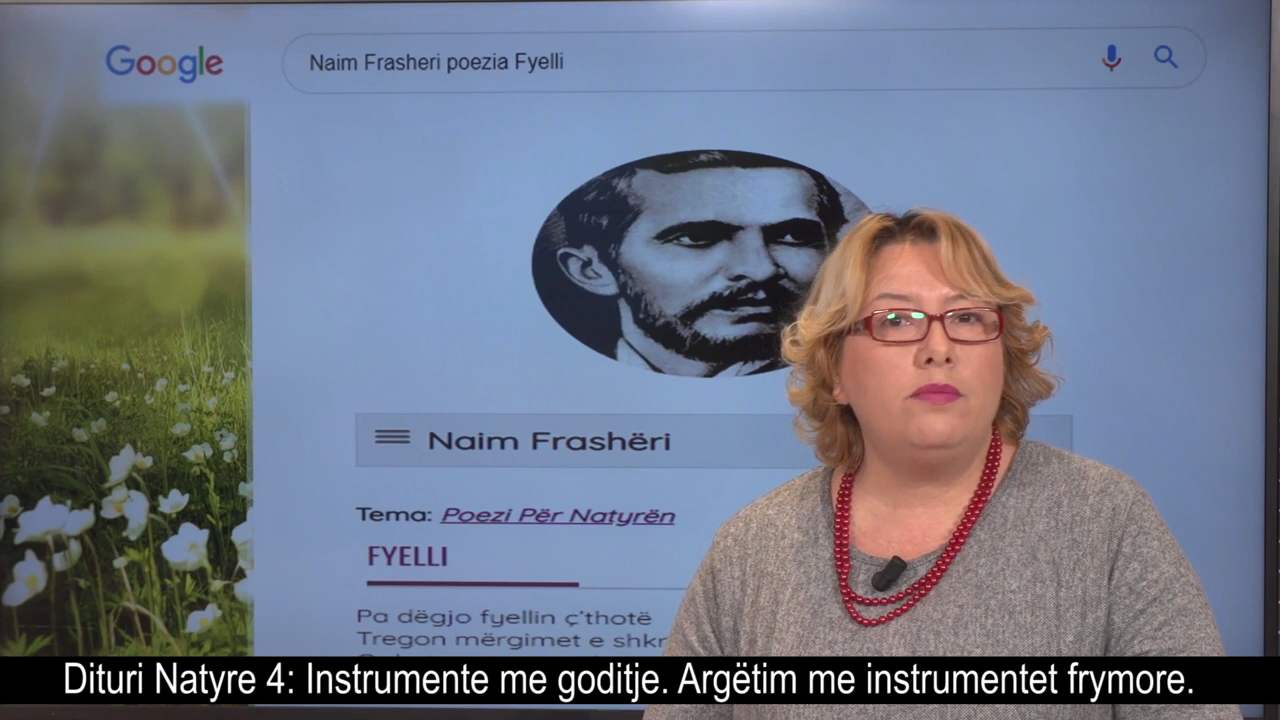 Google
Naim Frasheri poezia Fyelli
Naim Frashëri
Tema: Poezi Për Natyrën
FYELLI
Pa dëgjo fyellin ç'thotë
Tregon mërgimet e
Dituri Natyre 4: Instrumente me goditje. Argëtim me instrumentet frymore.